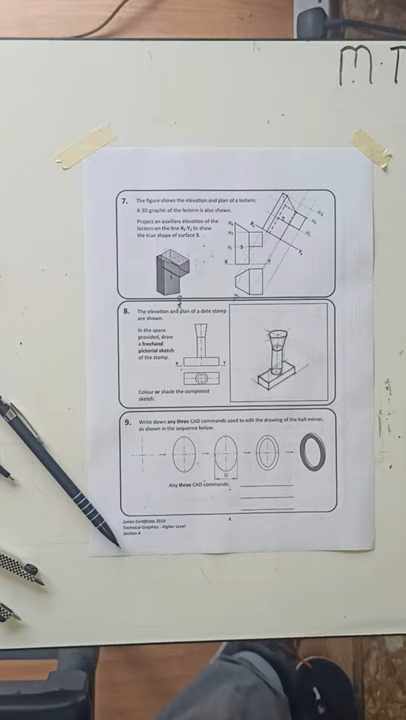 M.T
7. The figure shows the elevation and plan of a lectern.
A 3D graphic of the lectern is also shown.
Project an auxiliary elevation of the
lectern on the line X₁-Y₁ to show
the true shape of surface S.
S
S
X
Y
8. The elevation and plan of a date stamp
are shown.
In the space
provided, draw
a freehand
pictorial sketch
of the stamp.
X
Y
Colour or shade the completed
sketch.
9. Write down any three CAD commands used to edit the drawing of the hall mirror,
as shown in the sequence below.
D
Any three CAD commands:
Junior Certificate 2018
Technical Graphics - Higher Level
Section A
4